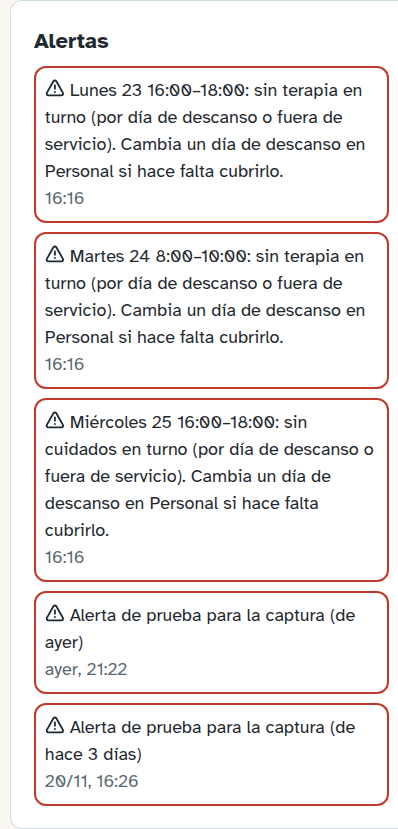 Alertas
⚠ Lunes 23 16:00–18:00: sin terapia en
turno (por día de descanso o fuera de
servicio). Cambia un día de descanso en
Personal si hace falta cubrirlo.
16:16
⚠ Martes 24 8:00–10:00: sin terapia en
turno (por día de descanso o fuera de
servicio). Cambia un día de descanso en
Personal si hace falta cubrirlo.
16:16
⚠ Miércoles 25 16:00–18:00: sin
cuidados en turno (por día de descanso o
fuera de servicio). Cambia un día de
descanso en Personal si hace falta
cubrirlo.
16:16
⚠ Alerta de prueba para la captura (de
ayer)
ayer, 21:22
⚠ Alerta de prueba para la captura (de
hace 3 días)
20/11, 16:26